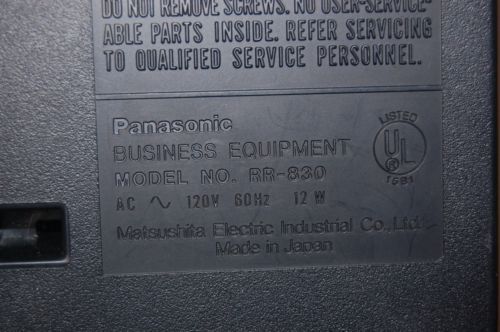 DO NOT REMOVE SCREWS. NO USER-SERVICE-
ABLE PARTS INSIDE. REFER SERVICING
TO QUALIFIED SERVICE PERSONNEL.
Panasonic
BUSINESS EQUIPMENT
MODEL NO. RR-830
AC ∿ 120V 60Hz 12 W
Matsushita Electric Industrial Co., Ltd.
Made in Japan
LISTED
UL
®